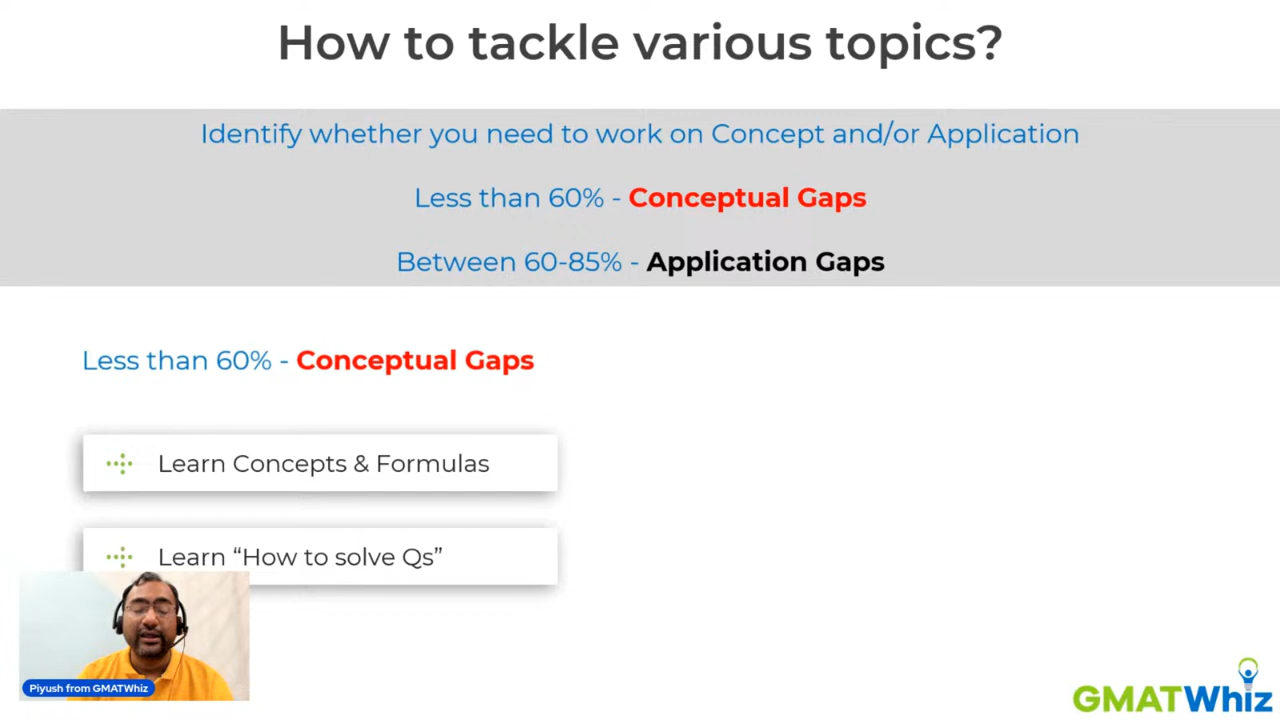 How to tackle various topics?
Identify whether you need to work on Concept and/or Application
Less than 60% - Conceptual Gaps
Between 60-85% - Application Gaps
Less than 60% - Conceptual Gaps
Learn Concepts & Formulas
Learn “How to solve Qs”
Piyush from GMATWhiz
GMATWhiz